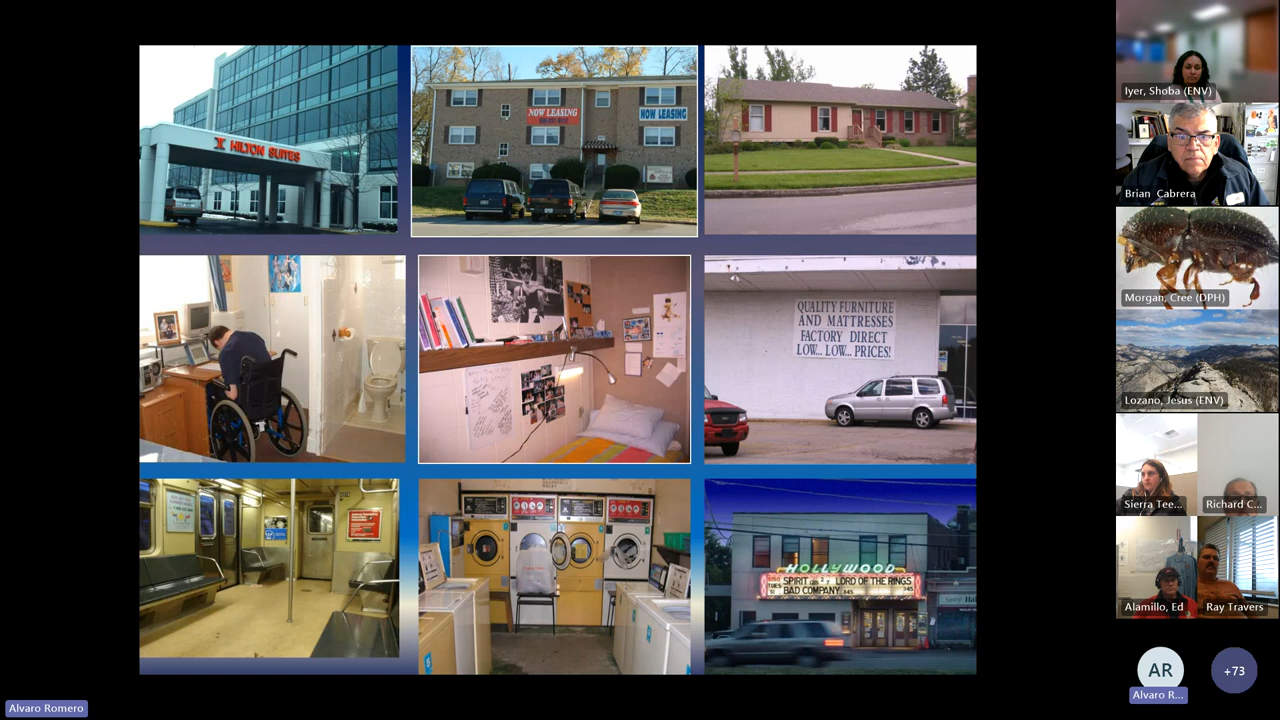 HILTON SUITES
NOW LEASING
NOW LEASING
QUALITY FURNITURE
AND MATTRESSES
FACTORY DIRECT
LOW... LOW... PRICES!
HOLLYWOOD
SPIRIT
LORD OF THE RINGS
BAD COMPANY
Iyer, Shoba (ENV)
Brian Cabrera
Morgan, Cree (DPH)
Lozano, Jesus (ENV)
Sierra Tee...
Richard C...
Alamillo, Ed
Ray Travers
AR
+73
Alvaro R...
Alvaro Romero